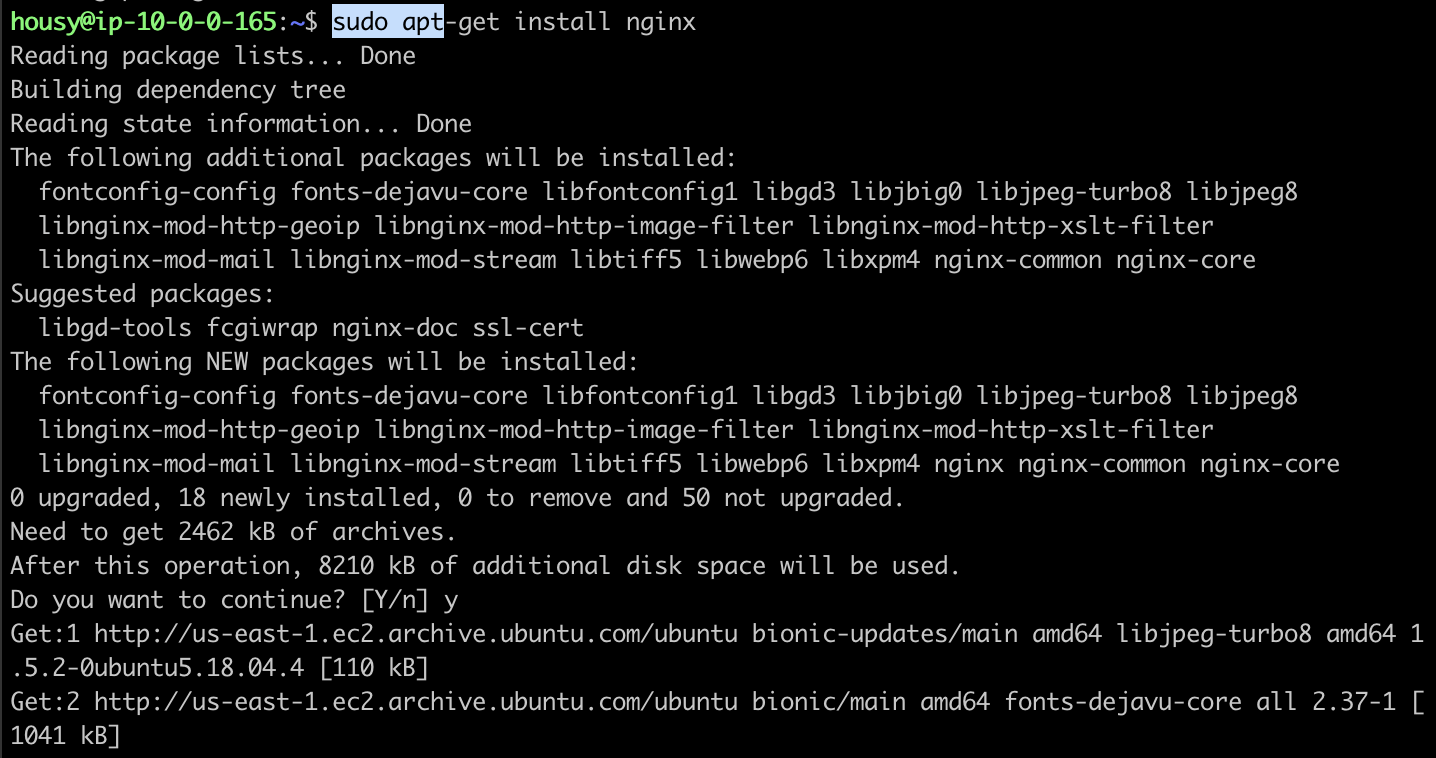 housy@ip-10-0-0-165:~$ sudo apt-get install nginx
Reading package lists... Done
Building dependency tree
Reading state information... Done
The following additional packages will be installed:
  fontconfig-config fonts-dejavu-core libfontconfig1 libgd3 libjbig0 libjpeg-turbo8 libjpeg8
  libnginx-mod-http-geoip libnginx-mod-http-image-filter libnginx-mod-http-xslt-filter
  libnginx-mod-mail libnginx-mod-stream libtiff5 libwebp6 libxpm4 nginx-common nginx-core
Suggested packages:
  libgd-tools fcgiwrap nginx-doc ssl-cert
The following NEW packages will be installed:
  fontconfig-config fonts-dejavu-core libfontconfig1 libgd3 libjbig0 libjpeg-turbo8 libjpeg8
  libnginx-mod-http-geoip libnginx-mod-http-image-filter libnginx-mod-http-xslt-filter
  libnginx-mod-mail libnginx-mod-stream libtiff5 libwebp6 libxpm4 nginx nginx-common nginx-core
0 upgraded, 18 newly installed, 0 to remove and 50 not upgraded.
Need to get 2462 kB of archives.
After this operation, 8210 kB of additional disk space will be used.
Do you want to continue? [Y/n] y
Get:1 http://us-east-1.ec2.archive.ubuntu.com/ubuntu bionic-updates/main amd64 libjpeg-turbo8 amd64 1
.5.2-0ubuntu5.18.04.4 [110 kB]
Get:2 http://us-east-1.ec2.archive.ubuntu.com/ubuntu bionic/main amd64 fonts-dejavu-core all 2.37-1 [
1041 kB]